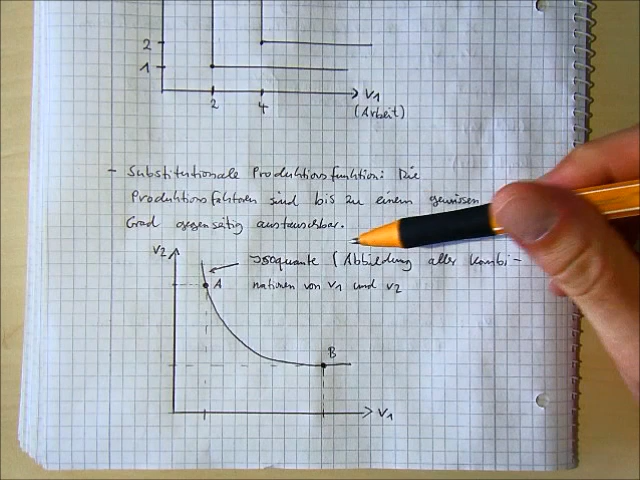 2
1
2
4
V1
(Arbeit)
- Substitutionale Produktionsfunktion: Die
Produktionsfaktoren sind bis zu einem gewissen
Grad gegenseitig austauschbar.
V2
Isoquante (Abbildung aller Kombi-
A
nationen von V1 und V2
B
V1